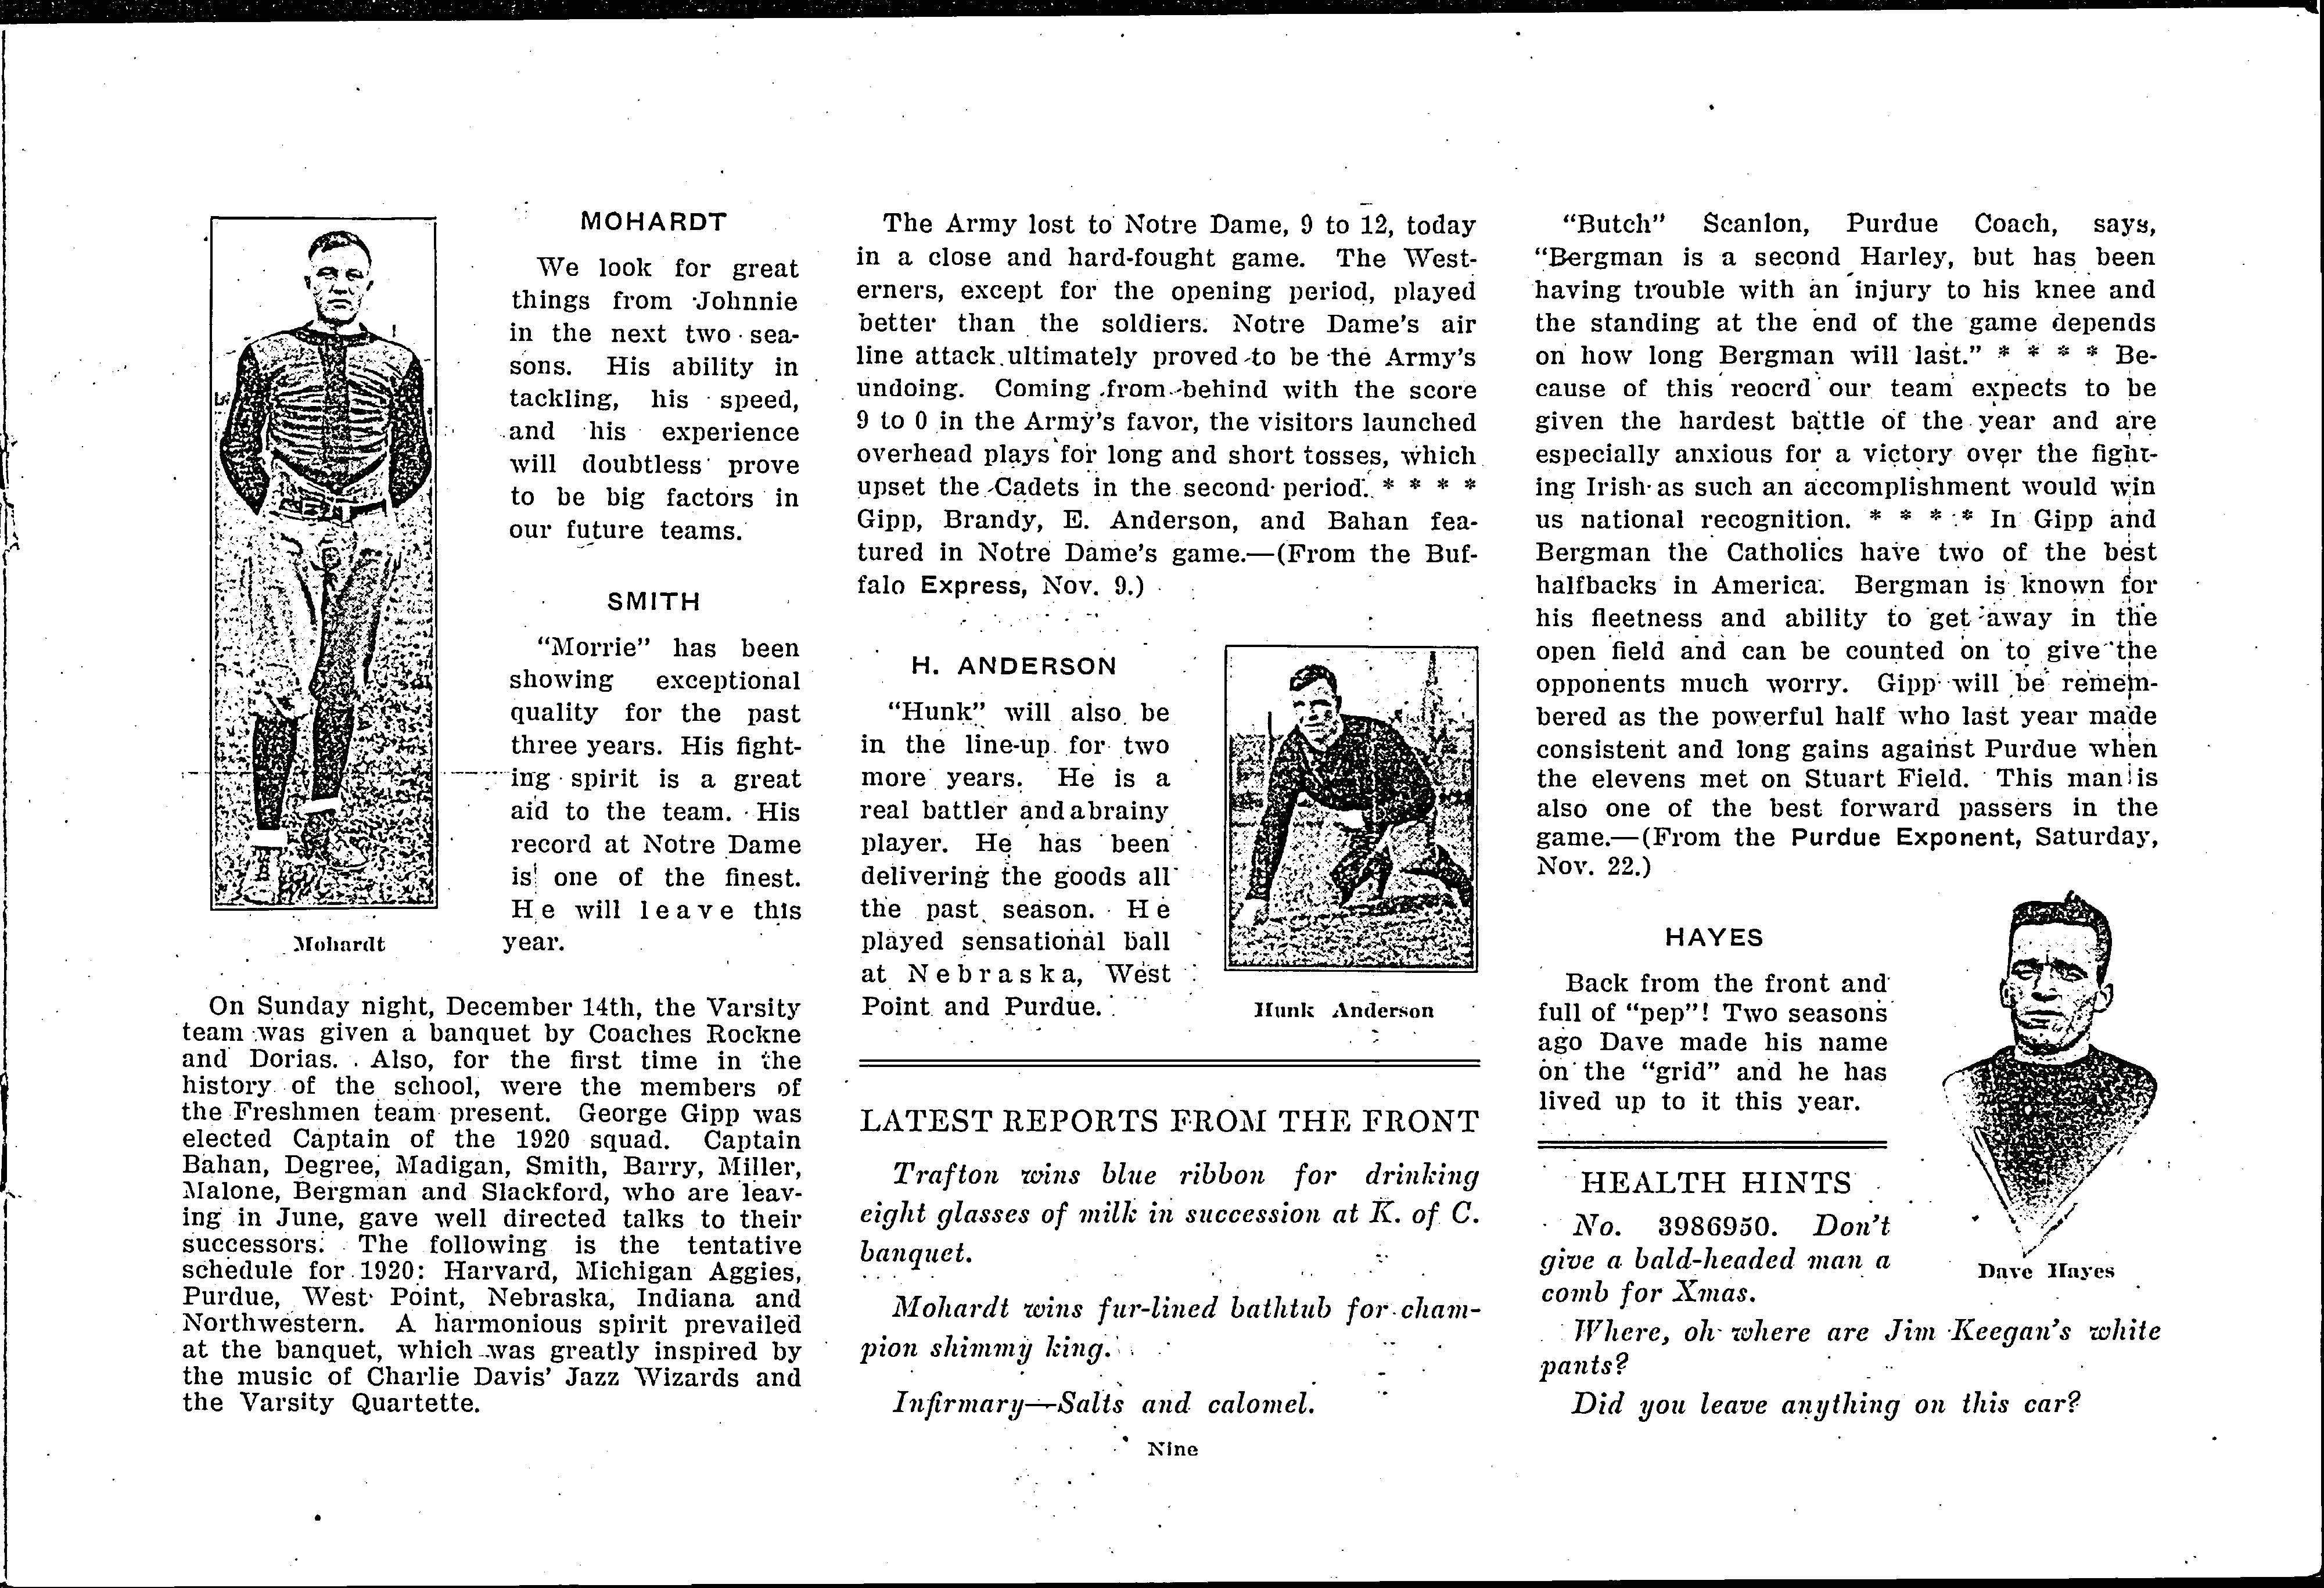 MOHARDT
We look for great
things from Johnnie
in the next two sea-
sons. His ability in
tackling, his speed,
and his experience
will doubtless prove
to be big factors in
our future teams.
SMITH
"Morrie" has been
showing exceptional
quality for the past
three years. His fight-
ing spirit is a great
aid to the team. His
record at Notre Dame
is one of the finest.
He will leave this
year.
Mohardt
On Sunday night, December 14th, the Varsity
team was given a banquet by Coaches Rockne
and Dorias. Also, for the first time in the
history of the school, were the members of
the Freshmen team present. George Gipp was
elected Captain of the 1920 squad. Captain
Bahan, Degree, Madigan, Smith, Barry, Miller,
Malone, Bergman and Slackford, who are leav-
ing in June, gave well directed talks to their
successors. The following is the tentative
schedule for 1920: Harvard, Michigan Aggies,
Purdue, West Point, Nebraska, Indiana and
Northwestern. A harmonious spirit prevailed
at the banquet, which was greatly inspired by
the music of Charlie Davis' Jazz Wizards and
the Varsity Quartette.
The Army lost to Notre Dame, 9 to 12, today
in a close and hard-fought game. The West-
erners, except for the opening period, played
better than the soldiers. Notre Dame's air
line attack ultimately proved to be the Army's
undoing. Coming from behind with the score
9 to 0 in the Army's favor, the visitors launched
overhead plays for long and short tosses, which
upset the Cadets in the second period. * * * *
Gipp, Brandy, E. Anderson, and Bahan fea-
tured in Notre Dame's game.—(From the Buf-
falo Express, Nov. 9.)
H. ANDERSON
"Hunk" will also be
in the line-up for two
more years. He is a
real battler and a brainy
player. He has been
delivering the goods all
the past season. He
played sensational ball
at Nebraska, West
Point and Purdue.
Hunk Anderson
LATEST REPORTS FROM THE FRONT
Trafton wins blue ribbon for drinking
eight glasses of milk in succession at K. of C.
banquet.
Mohardt wins fur-lined bathtub for cham-
pion shimmy king.
Infirmary—Salts and calomel.
"Butch" Scanlon, Purdue Coach, says,
"Bergman is a second Harley, but has been
having trouble with an injury to his knee and
the standing at the end of the game depends
on how long Bergman will last." * * * * Be-
cause of this reocrd our team expects to be
given the hardest battle of the year and are
especially anxious for a victory over the fight-
ing Irish as such an accomplishment would win
us national recognition. * * * * In Gipp and
Bergman the Catholics have two of the best
halfbacks in America. Bergman is known for
his fleetness and ability to get away in the
open field and can be counted on to give the
opponents much worry. Gipp will be remem-
bered as the powerful half who last year made
consistent and long gains against Purdue when
the elevens met on Stuart Field. This man is
also one of the best forward passers in the
game.—(From the Purdue Exponent, Saturday,
Nov. 22.)
HAYES
Back from the front and
full of "pep"! Two seasons
ago Dave made his name
on the "grid" and he has
lived up to it this year.
Dave Hayes
HEALTH HINTS
No. 3986950. Don't
give a bald-headed man a
comb for Xmas.
Where, oh where are Jim Keegan's white
pants?
Did you leave anything on this car?
Nine